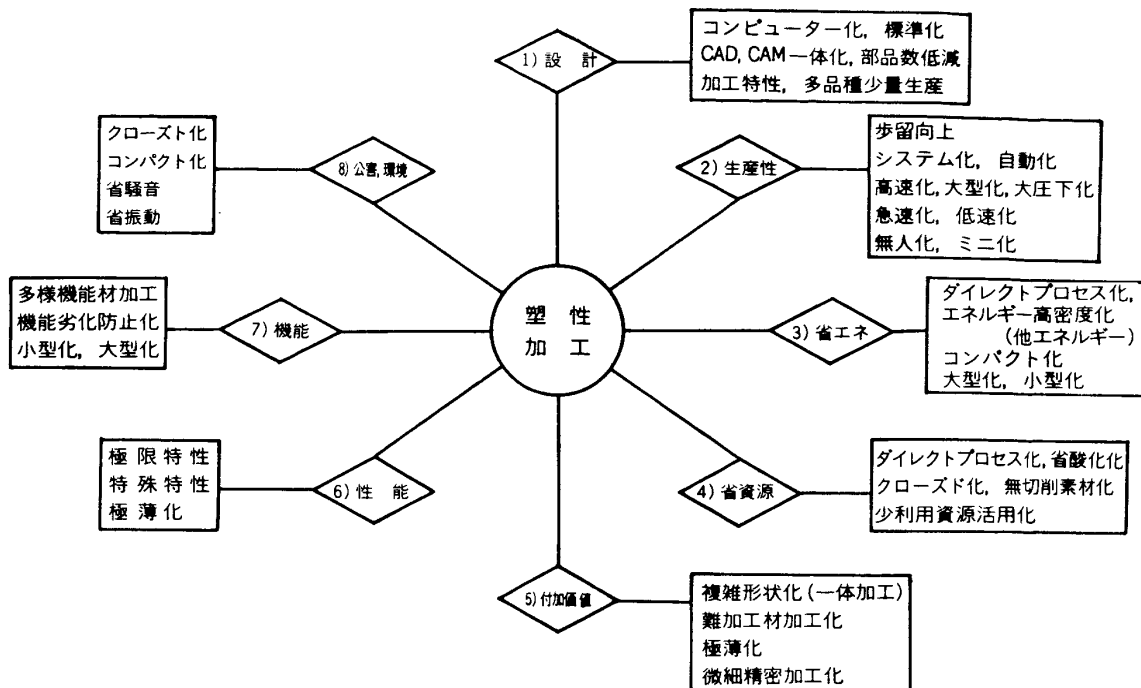 塑性
加工
1) 設計
コンピューター化, 標準化
CAD, CAM一体化, 部品数低減
加工特性, 多品種少量生産
2) 生産性
歩留向上
システム化, 自動化
高速化, 大型化, 大圧下化
急速化, 低速化
無人化, ミニ化
3) 省エネ
ダイレクトプロセス化,
エネルギー高密度化
(他エネルギー)
コンパクト化
大型化, 小型化
4) 省資源
ダイレクトプロセス化, 省酸化化
クローズド化, 無切削素材化
少利用資源活用化
5) 付加価値
複雑形状化(一体加工)
難加工材加工化
極薄化
微細精密加工化
6) 性能
極限特性
特殊特性
極薄化
7) 機能
多様機能材加工
機能劣化防止化
小型化, 大型化
8) 公害, 環境
クローズト化
コンパクト化
省騒音
省振動